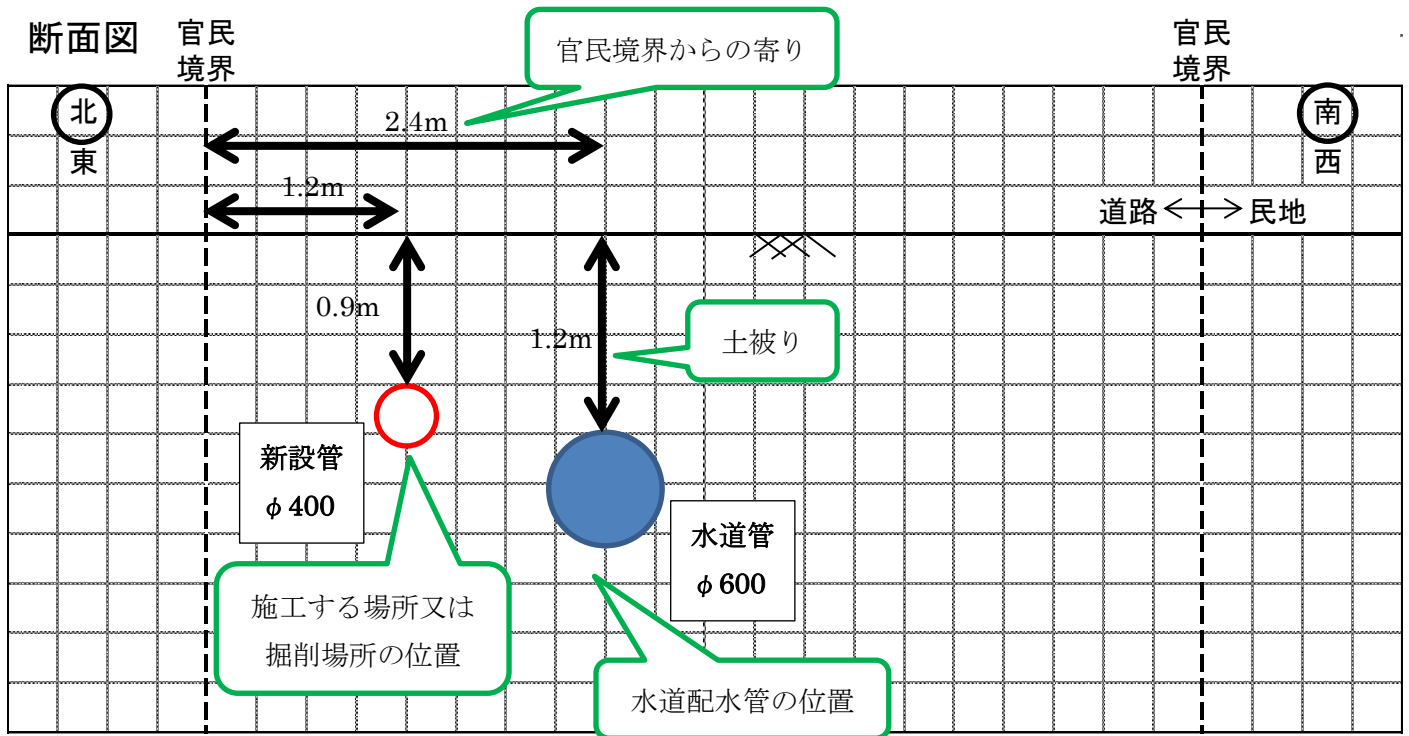 断面図
官民
境界
官民境界からの寄り
官民
境界
北
東
2.4m
南
西
1.2m
道路
民地
0.9m
1.2m
土被り
新設管
φ400
水道管
φ600
施工する場所又は
掘削場所の位置
水道配水管の位置